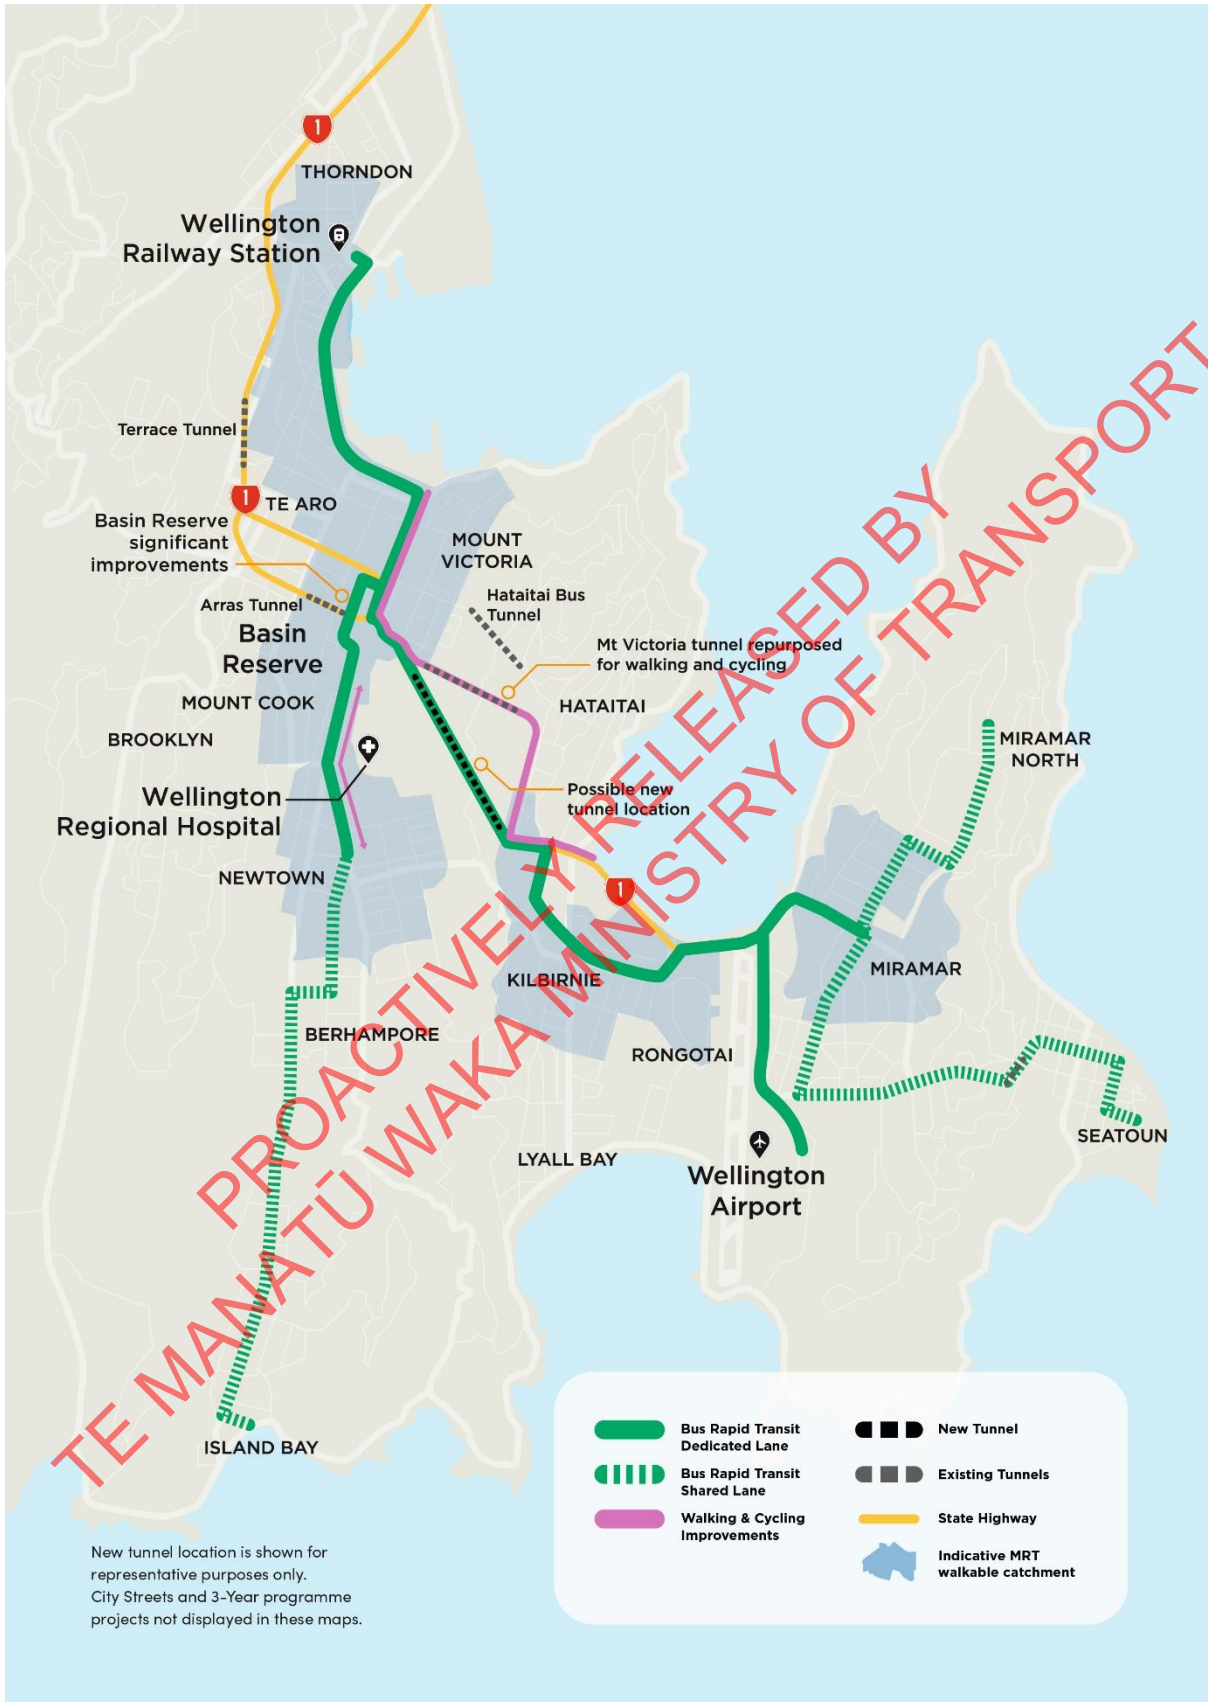 1
THORNDON
Wellington
Railway Station
Terrace Tunnel
1
TE ARO
Basin Reserve
significant
improvements
MOUNT
VICTORIA
Hataitai Bus
Tunnel
Arras Tunnel
Basin
Reserve
Mt Victoria tunnel repurposed
for walking and cycling
MOUNT COOK
HATAITAI
BROOKLYN
MIRAMAR
NORTH
Wellington
Regional Hospital
Possible new
tunnel location
NEWTOWN
1
KILBIRNIE
MIRAMAR
BERHAMPORE
RONGOTAI
SEATOUN
LYALL BAY
Wellington
Airport
ISLAND BAY
PROACTIVELY RELEASED BY
TE MANATŪ WAKA MINISTRY OF TRANSPORT
Bus Rapid Transit
Dedicated Lane
Bus Rapid Transit
Shared Lane
Walking & Cycling
Improvements
New Tunnel
Existing Tunnels
State Highway
Indicative MRT
walkable catchment
New tunnel location is shown for
representative purposes only.
City Streets and 3-Year programme
projects not displayed in these maps.